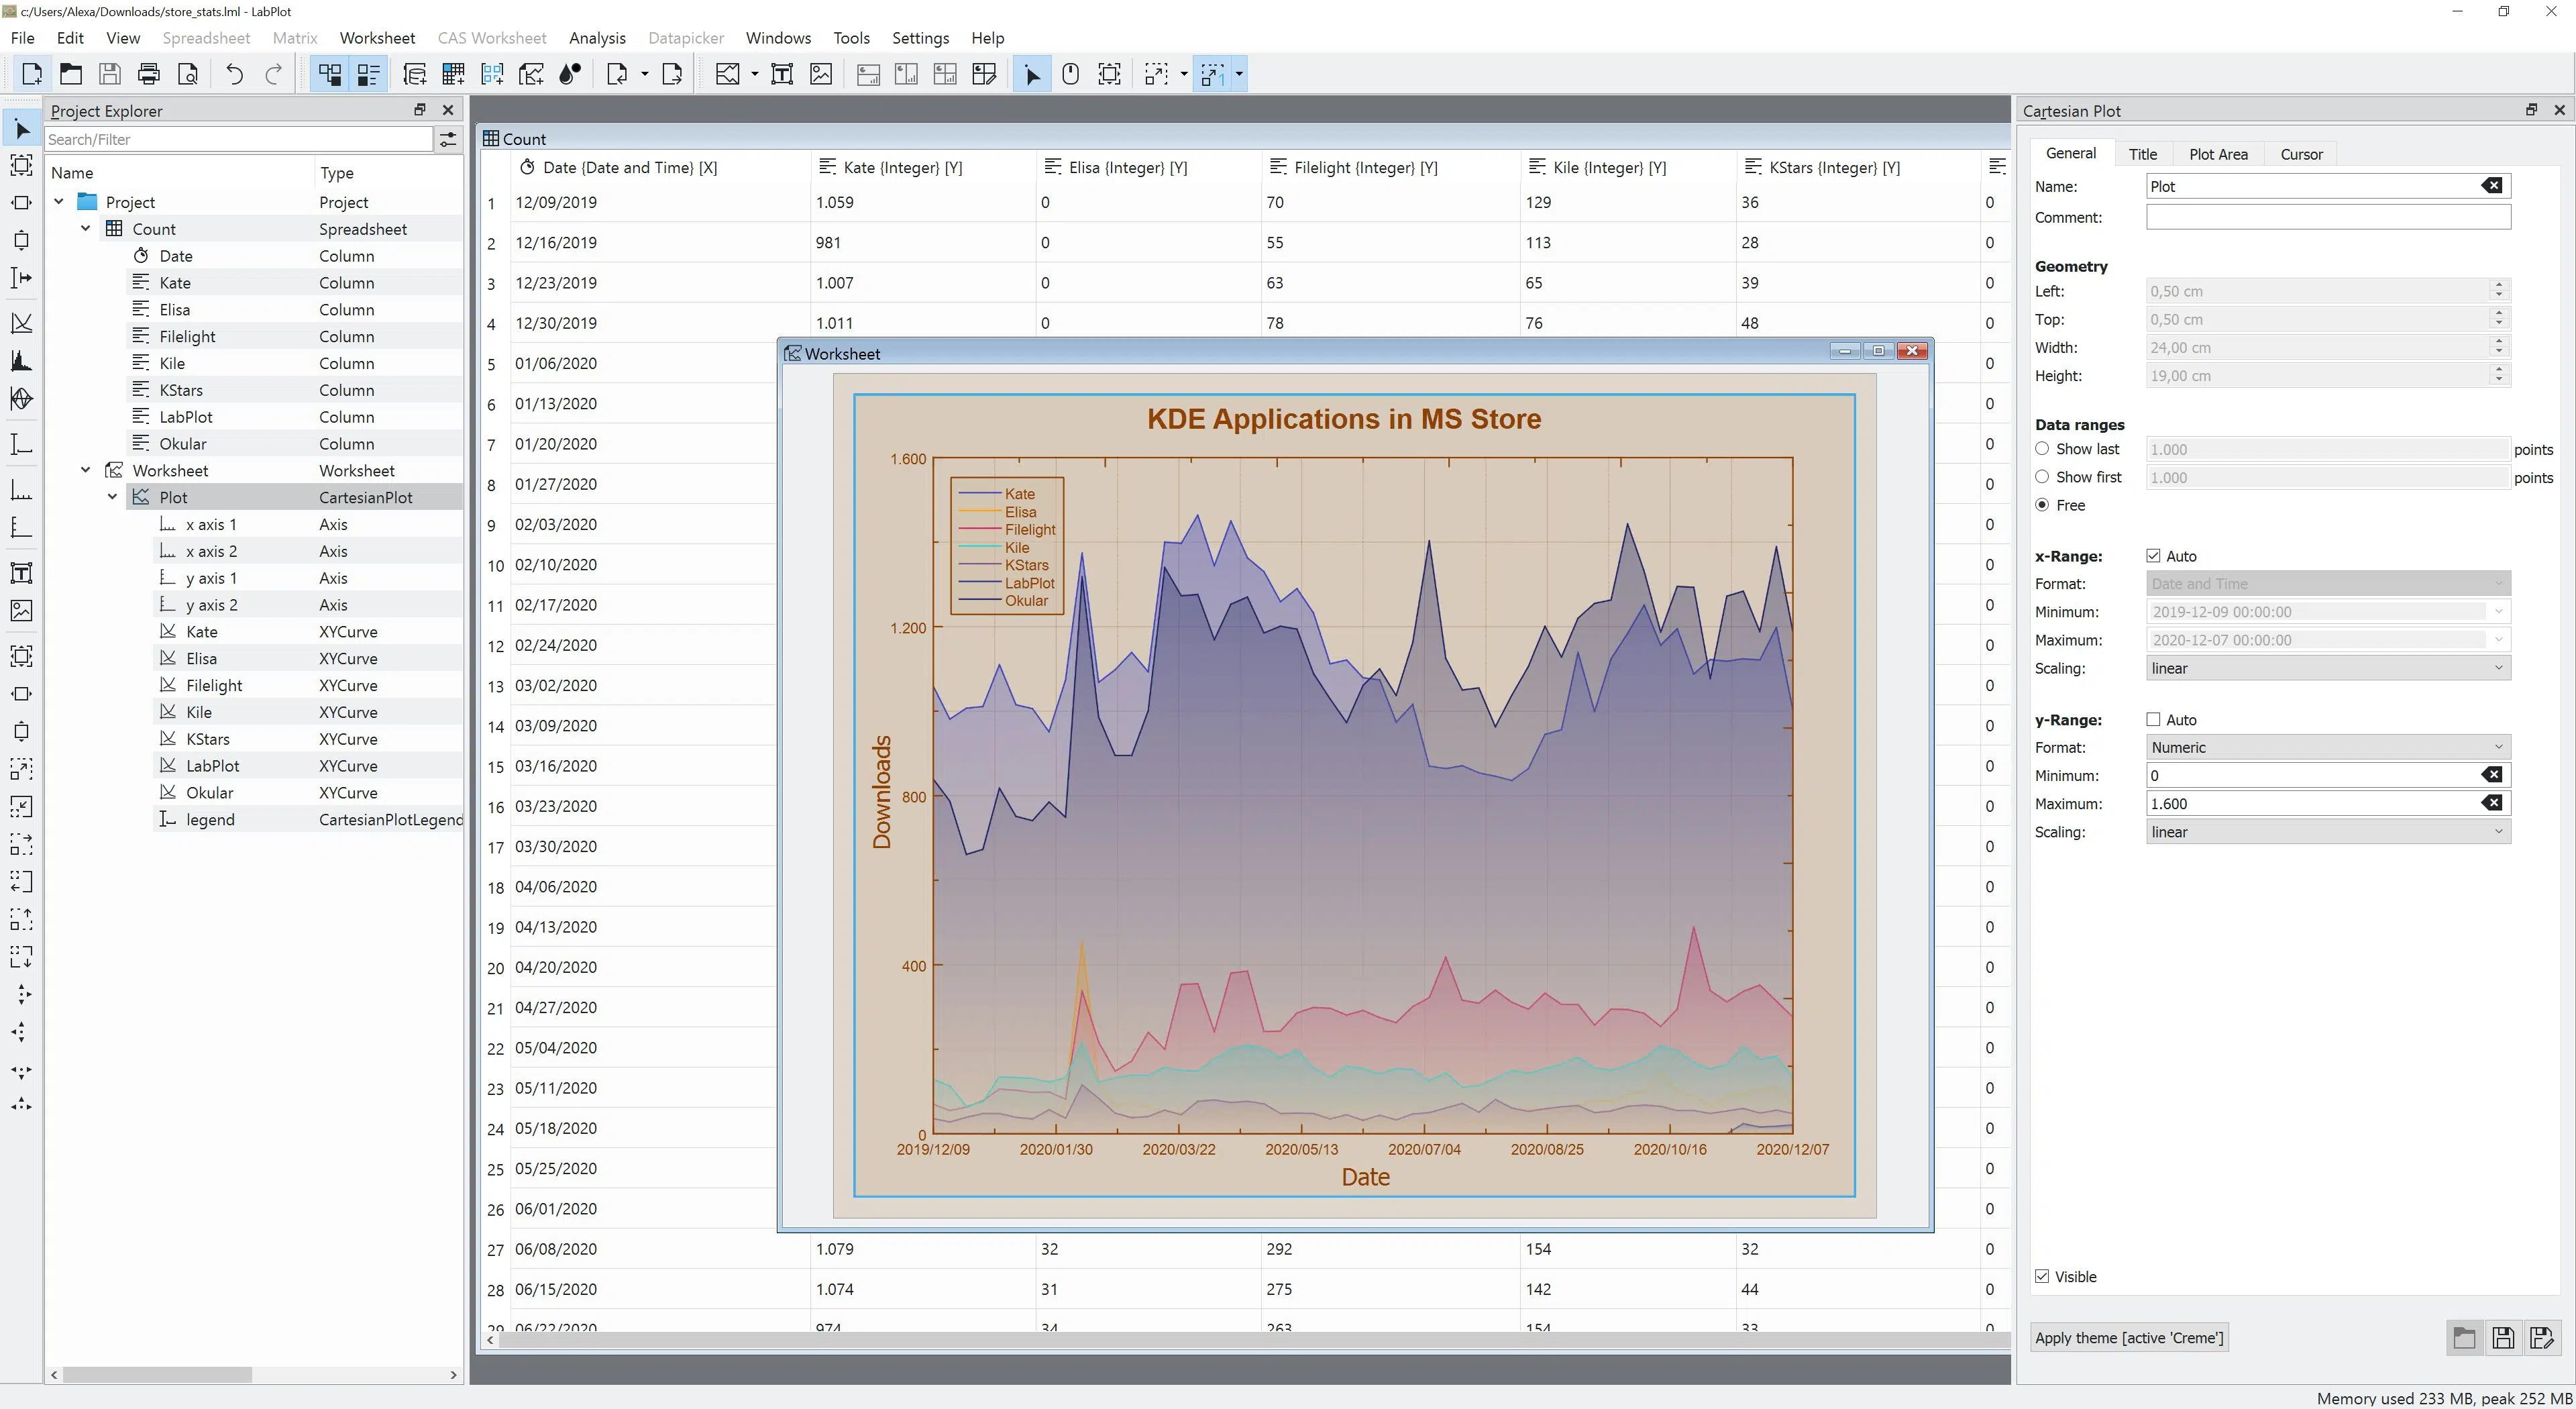 c:/Users/Alexa/Downloads/store_stats.lml - LabPlot
File Edit View Spreadsheet Matrix Worksheet CAS Worksheet Analysis Datapicker Windows Tools Settings Help
Project Explorer
Search/Filter
Name Type
Project Project
Count Spreadsheet
Date Column
Kate Column
Elisa Column
Filelight Column
Kile Column
KStars Column
LabPlot Column
Okular Column
Worksheet Worksheet
Plot CartesianPlot
x axis 1 Axis
x axis 2 Axis
y axis 1 Axis
y axis 2 Axis
Kate XYCurve
Elisa XYCurve
Filelight XYCurve
Kile XYCurve
KStars XYCurve
LabPlot XYCurve
Okular XYCurve
legend CartesianPlotLegend
Count
Date {Date and Time} [X] Kate {Integer} [Y] Elisa {Integer} [Y] Filelight {Integer} [Y] Kile {Integer} [Y] KStars {Integer} [Y]
1 12/09/2019 1.059 0 70 129 36 0
2 12/16/2019 981 0 55 113 28 0
3 12/23/2019 1.007 0 63 65 39 0
4 12/30/2019 1.011 0 78 76 48 0
5 01/06/2020 0
6 01/13/2020 0
7 01/20/2020 0
8 01/27/2020 0
9 02/03/2020 0
10 02/10/2020 0
11 02/17/2020 0
12 02/24/2020 0
13 03/02/2020 0
14 03/09/2020 0
15 03/16/2020 0
16 03/23/2020 0
17 03/30/2020 0
18 04/06/2020 0
19 04/13/2020 0
20 04/20/2020 0
21 04/27/2020 0
22 05/04/2020 0
23 05/11/2020 0
24 05/18/2020 0
25 05/25/2020 0
26 06/01/2020 0
27 06/08/2020 1.079 32 292 154 32 0
28 06/15/2020 1.074 31 275 142 44 0
29 06/22/2020 974 34 263 154 33 0
Worksheet
KDE Applications in MS Store
1.600
1.200
800
400
0
Downloads
Kate
Elisa
Filelight
Kile
KStars
LabPlot
Okular
2019/12/09 2020/01/30 2020/03/22 2020/05/13 2020/07/04 2020/08/25 2020/10/16 2020/12/07
Date
Cartesian Plot
General Title Plot Area Cursor
Name: Plot
Comment:
Geometry
Left: 0,50 cm
Top: 0,50 cm
Width: 24,00 cm
Height: 19,00 cm
Data ranges
Show last 1.000 points
Show first 1.000 points
Free
x-Range: Auto
Format: Date and Time
Minimum: 2019-12-09 00:00:00
Maximum: 2020-12-07 00:00:00
Scaling: linear
y-Range: Auto
Format: Numeric
Minimum: 0
Maximum: 1.600
Scaling: linear
Visible
Apply theme [active 'Creme']
Memory used 233 MB, peak 252 MB